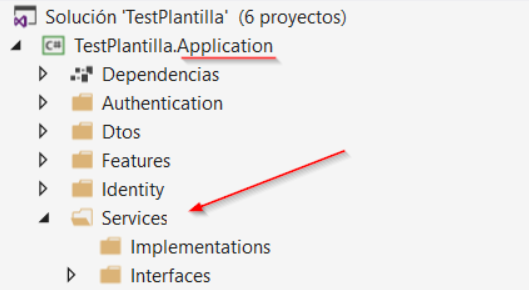 Solución 'TestPlantilla' (6 proyectos)
C# TestPlantilla.Application
Dependencias
Authentication
Dtos
Features
Identity
Services
Implementations
Interfaces